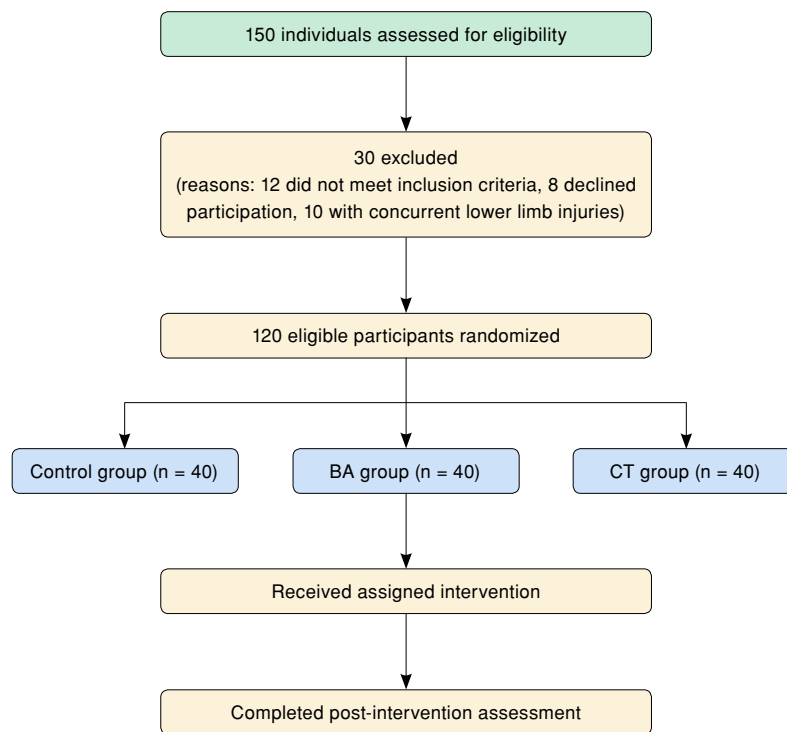 150 individuals assessed for eligibility
30 excluded
(reasons: 12 did not meet inclusion criteria, 8 declined
participation, 10 with concurrent lower limb injuries)
120 eligible participants randomized
Control group (n = 40)
BA group (n = 40)
CT group (n = 40)
Received assigned intervention
Completed post-intervention assessment